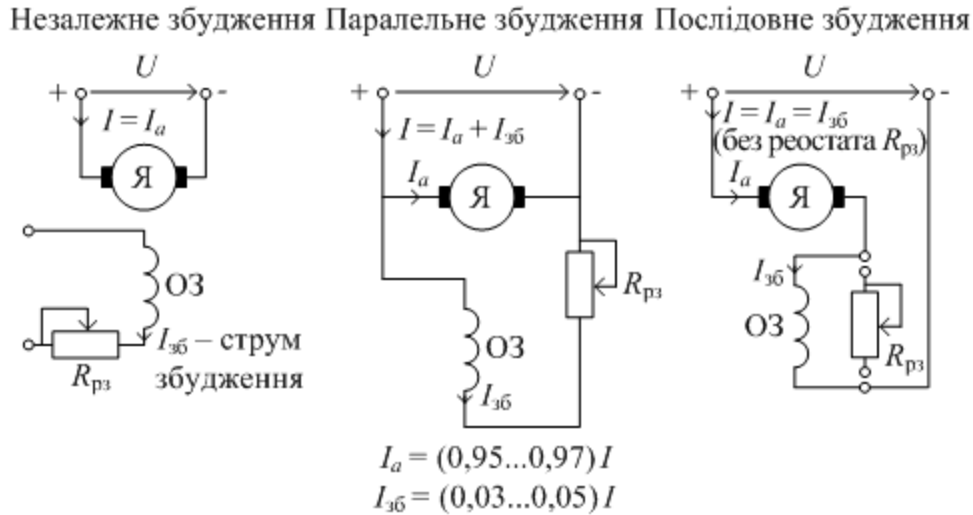 Незалежне збудження
+ U -
I = Iа
Я
ОЗ
Iзб – струм
збудження
Rрз
Паралельне збудження
+ U -
I = Iа + Iзб
Iа
Я
Rрз
ОЗ
Iзб
Iа = (0,95...0,97) I
Iзб = (0,03...0,05) I
Послідовне збудження
+ U -
I = Iа = Iзб
(без реостата Rрз)
Iа
Я
Iзб
ОЗ
Rрз